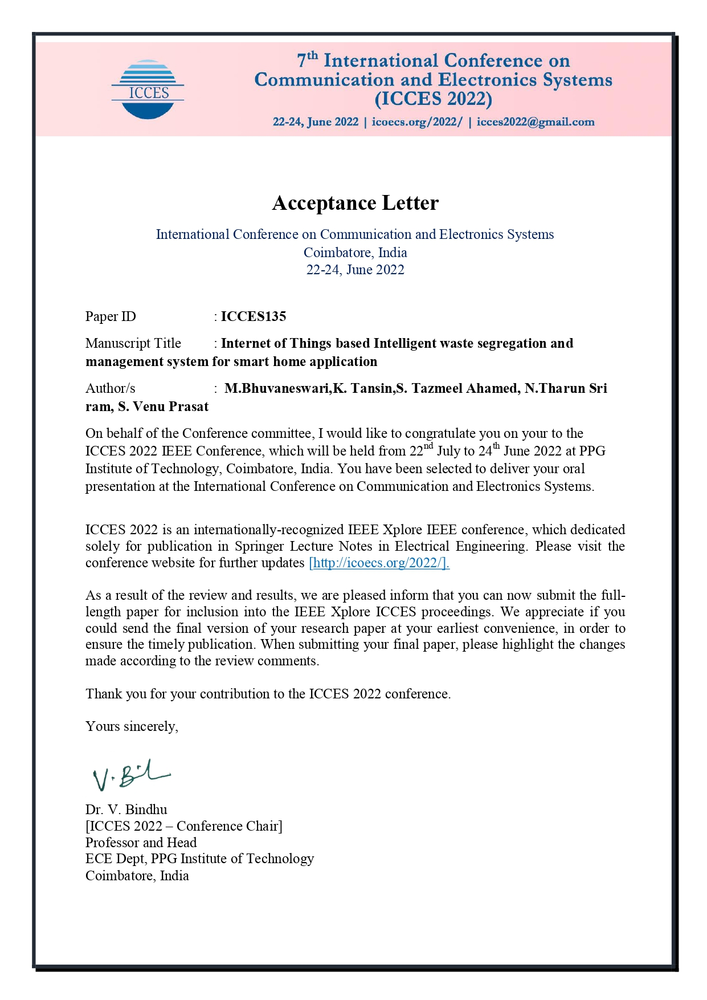 ICCES
7th International Conference on
Communication and Electronics Systems
(ICCES 2022)
22-24, June 2022 | icoecs.org/2022/ | icces2022@gmail.com
Acceptance Letter
International Conference on Communication and Electronics Systems
Coimbatore, India
22-24, June 2022
Paper ID : ICCES135
Manuscript Title : Internet of Things based Intelligent waste segregation and
management system for smart home application
Author/s : M.Bhuvaneswari,K. Tansin,S. Tazmeel Ahamed, N.Tharun Sri
ram, S. Venu Prasat
On behalf of the Conference committee, I would like to congratulate you on your to the
ICCES 2022 IEEE Conference, which will be held from 22nd July to 24th June 2022 at PPG
Institute of Technology, Coimbatore, India. You have been selected to deliver your oral
presentation at the International Conference on Communication and Electronics Systems.
ICCES 2022 is an internationally-recognized IEEE Xplore IEEE conference, which dedicated
solely for publication in Springer Lecture Notes in Electrical Engineering. Please visit the
conference website for further updates [http://icoecs.org/2022/].
As a result of the review and results, we are pleased inform that you can now submit the full-
length paper for inclusion into the IEEE Xplore ICCES proceedings. We appreciate if you
could send the final version of your research paper at your earliest convenience, in order to
ensure the timely publication. When submitting your final paper, please highlight the changes
made according to the review comments.
Thank you for your contribution to the ICCES 2022 conference.
Yours sincerely,
V. Bi
Dr. V. Bindhu
[ICCES 2022 – Conference Chair]
Professor and Head
ECE Dept, PPG Institute of Technology
Coimbatore, India